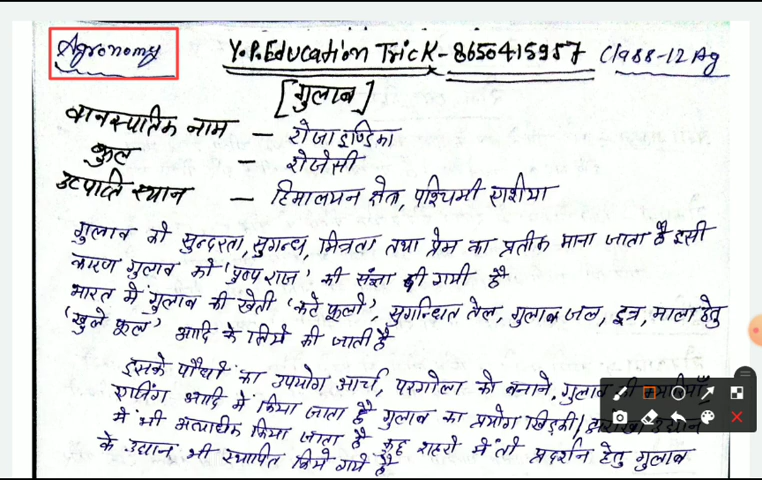 Agronomy
Y.P. Education Trick - 8650415957 Class-12 Ag
[गुलाब]
वानस्पतिक नाम - रोजा इण्डिका
कुल - रोजेसी
उत्पत्ति स्थान - हिमालयन क्षेत्र, पश्चिमी एशिया
गुलाब को सुन्दरता, सुगन्ध, मित्रता तथा प्रेम का प्रतीक माना जाता है इसी
कारण गुलाब को 'पुष्प राज' की संज्ञा दी गयी है
भारत में गुलाब की खेती 'कटे फूलो', सुगन्धित तेल, गुलाब जल, इत्र, माला हेतु
'खुले फूल' आदि के लिये की जाती है
इसके पौधों का उपयोग आर्च, परगोला को बनाने, गुलाब की
आदि में किया जाता है गुलाब का प्रयोग खिड़की /
में भी अत्याधिक किया जाता है कुछ शहरो में तो प्रदर्शन हेतु गुलाब
के उद्यान भी स्थापित किये गये है